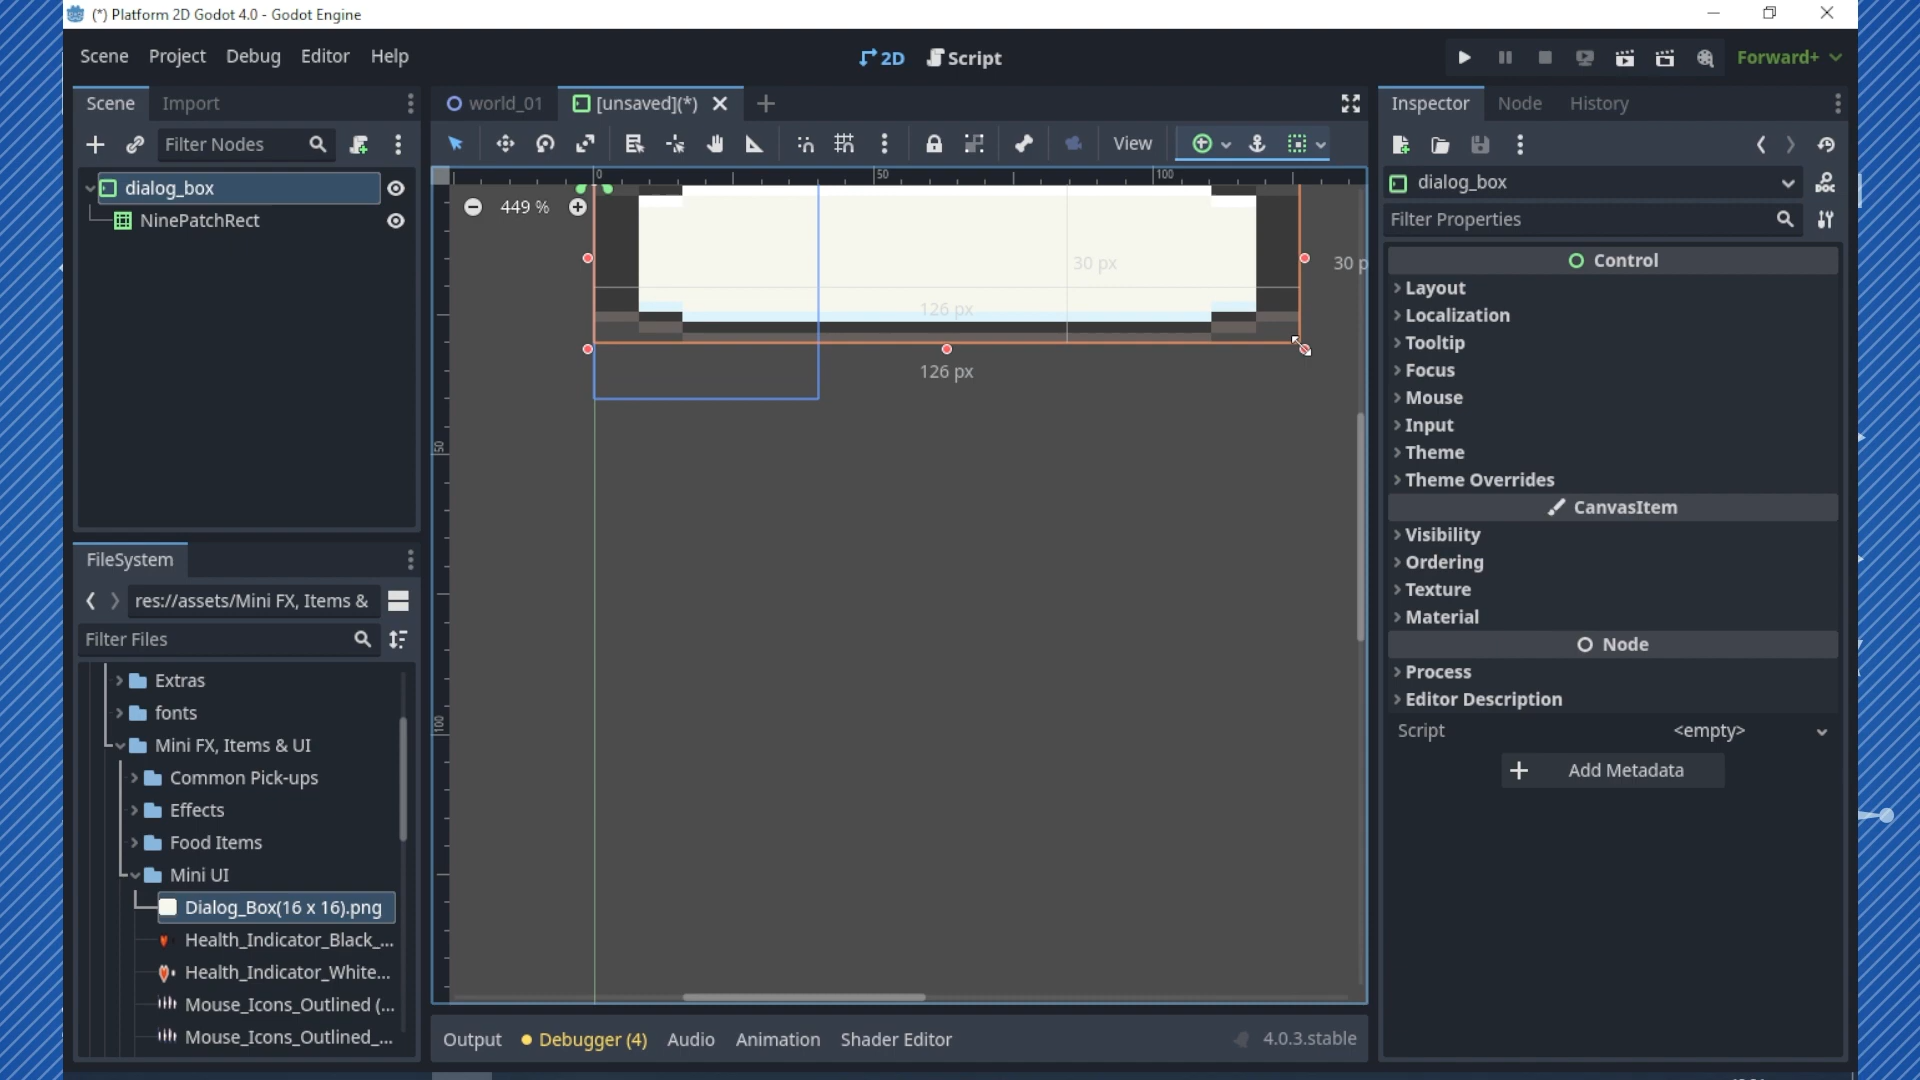 (*) Platform 2D Godot 4.0 - Godot Engine
Scene Project Debug Editor Help
2D Script
Forward+
Scene Import
Filter Nodes
dialog_box
NinePatchRect
FileSystem
res://assets/Mini FX, Items &
Filter Files
Extras
fonts
Mini FX, Items & UI
Common Pick-ups
Effects
Food Items
Mini UI
Dialog_Box(16 x 16).png
Health_Indicator_Black_...
Health_Indicator_White...
Mouse_Icons_Outlined (...
Mouse_Icons_Outlined_...
world_01 [unsaved](*)
View
0 50 100
449 %
30 px
30 p
126 px
126 px
50
100
Output Debugger (4) Audio Animation Shader Editor
4.0.3.stable
Inspector Node History
dialog_box
DOC
Filter Properties
Control
Layout
Localization
Tooltip
Focus
Mouse
Input
Theme
Theme Overrides
CanvasItem
Visibility
Ordering
Texture
Material
Node
Process
Editor Description
Script <empty>
Add Metadata